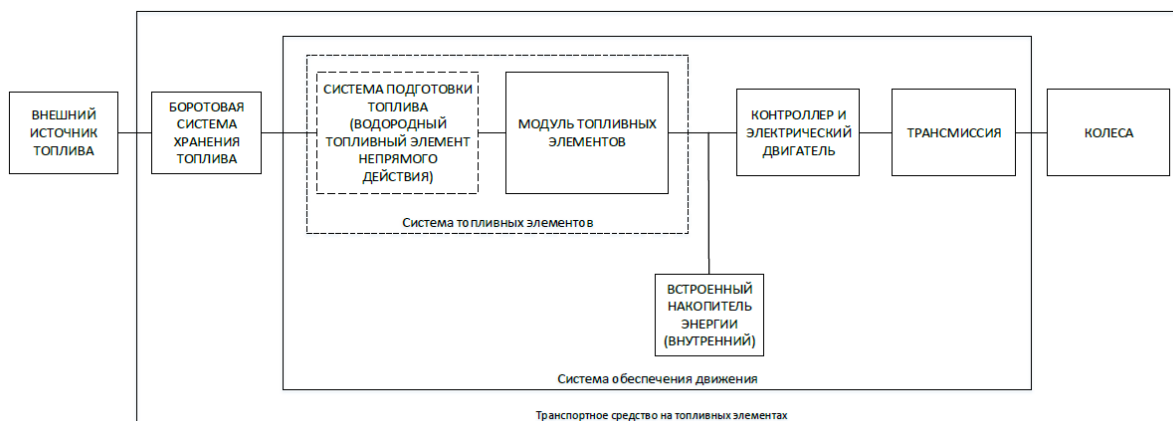 ВНЕШНИЙ
ИСТОЧНИК
ТОПЛИВА
БОРОТОВАЯ
СИСТЕМА
ХРАНЕНИЯ
ТОПЛИВА
СИСТЕМА ПОДГОТОВКИ
ТОПЛИВА
(ВОДОРОДНЫЙ
ТОПЛИВНЫЙ ЭЛЕМЕНТ
НЕПРЯМОГО
ДЕЙСТВИЯ)
МОДУЛЬ ТОПЛИВНЫХ
ЭЛЕМЕНТОВ
Система топливных элементов
КОНТРОЛЛЕР И
ЭЛЕКТРИЧЕСКИЙ
ДВИГАТЕЛЬ
ТРАНСМИССИЯ
КОЛЕСА
ВСТРОЕННЫЙ
НАКОПИТЕЛЬ
ЭНЕРГИИ
(ВНУТРЕННИЙ)
Система обеспечения движения
Транспортное средство на топливных элементах